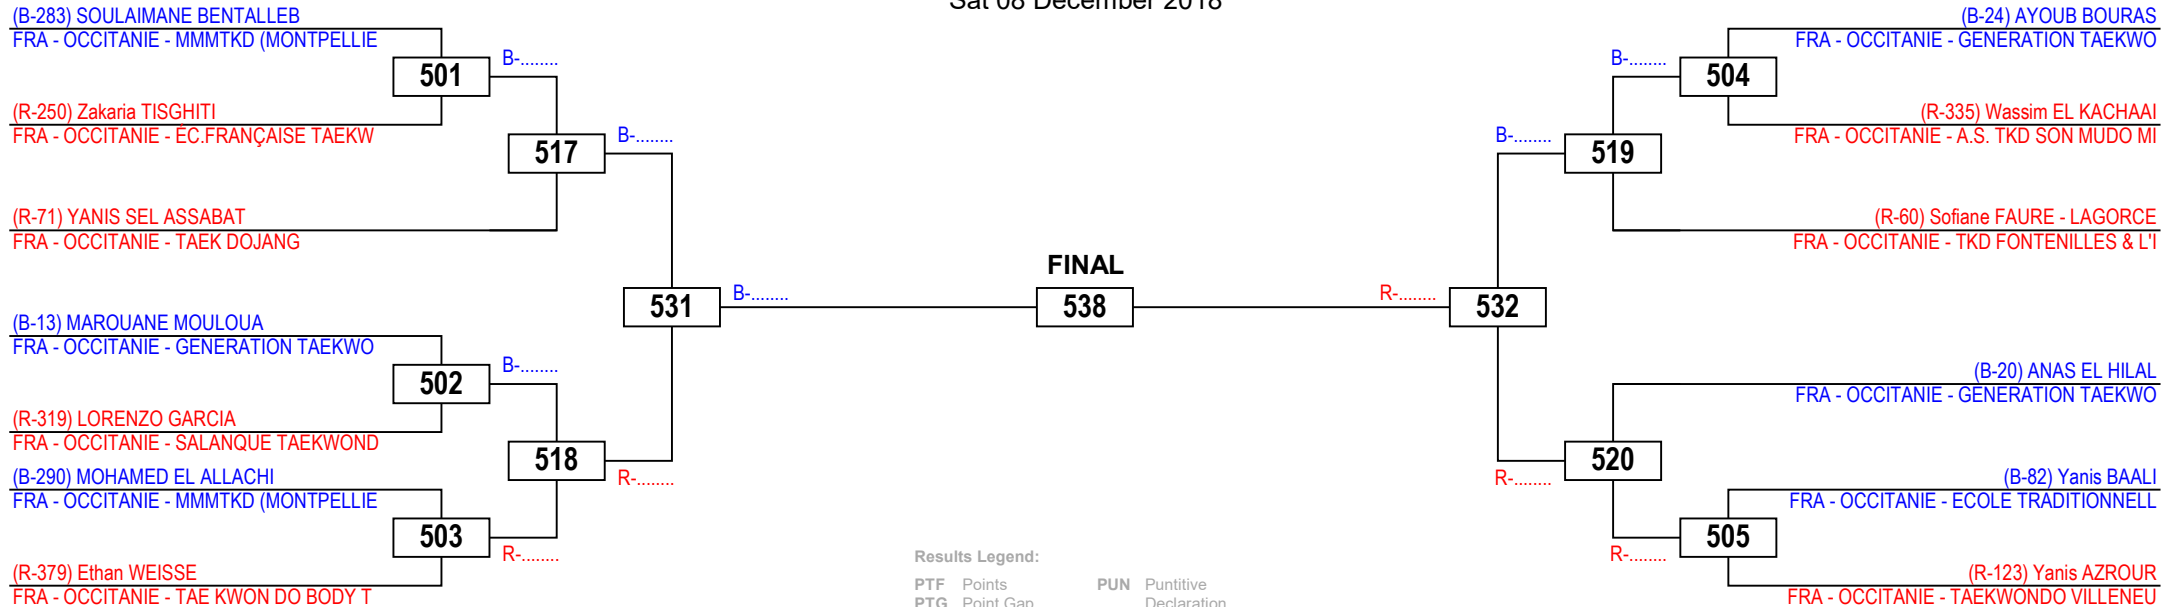 Sat 08 December 2018
(B-283) SOULAIMANE BENTALLEB
FRA - OCCITANIE - MMMTKD (MONTPELLIE
501
B-........
(R-250) Zakaria TISGHITI
FRA - OCCITANIE - ÉC.FRANÇAISE TAEKW
517
B-........
(R-71) YANIS SEL ASSABAT
FRA - OCCITANIE - TAEK DOJANG
531
B-........
(B-13) MAROUANE MOULOUA
FRA - OCCITANIE - GENERATION TAEKWO
502
B-........
(R-319) LORENZO GARCIA
FRA - OCCITANIE - SALANQUE TAEKWOND
518
R-........
(B-290) MOHAMED EL ALLACHI
FRA - OCCITANIE - MMMTKD (MONTPELLIE
503
R-........
(R-379) Ethan WEISSE
FRA - OCCITANIE - TAE KWON DO BODY T
FINAL
538
(B-24) AYOUB BOURAS
FRA - OCCITANIE - GENERATION TAEKWO
B-........
504
(R-335) Wassim EL KACHAAI
FRA - OCCITANIE - A.S. TKD SON MUDO MI
B-........
519
(R-60) Sofiane FAURE - LAGORCE
FRA - OCCITANIE - TKD FONTENILLES & L'I
R-........
532
(B-20) ANAS EL HILAL
FRA - OCCITANIE - GENERATION TAEKWO
520
R-........
(B-82) Yanis BAALI
FRA - OCCITANIE - ECOLE TRADITIONNELL
505
R-........
(R-123) Yanis AZROUR
FRA - OCCITANIE - TAEKWONDO VILLENEU
Results Legend:
PTF Points PUN Puntitive
PTG Point Gap Declaration